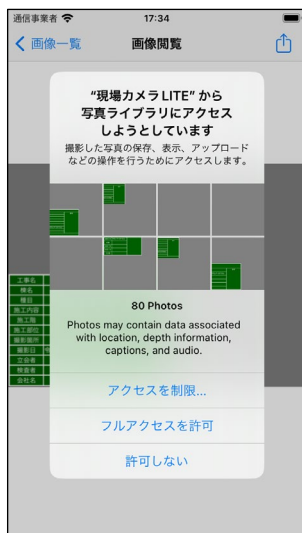 通信事業者 17:34
画像一覧 画像閲覧
“現場カメラLITE”から
写真ライブラリにアクセス
しようとしています
撮影した写真の保存、表示、アップロード
などの操作を行うためにアクセスします。
工事名
棟名
種目
施工内容
施工階
施工部位
撮影箇所
撮影日
立会者
検査者
会社名
80 Photos
Photos may contain data associated
with location, depth information,
captions, and audio.
アクセスを制限...
フルアクセスを許可
許可しない